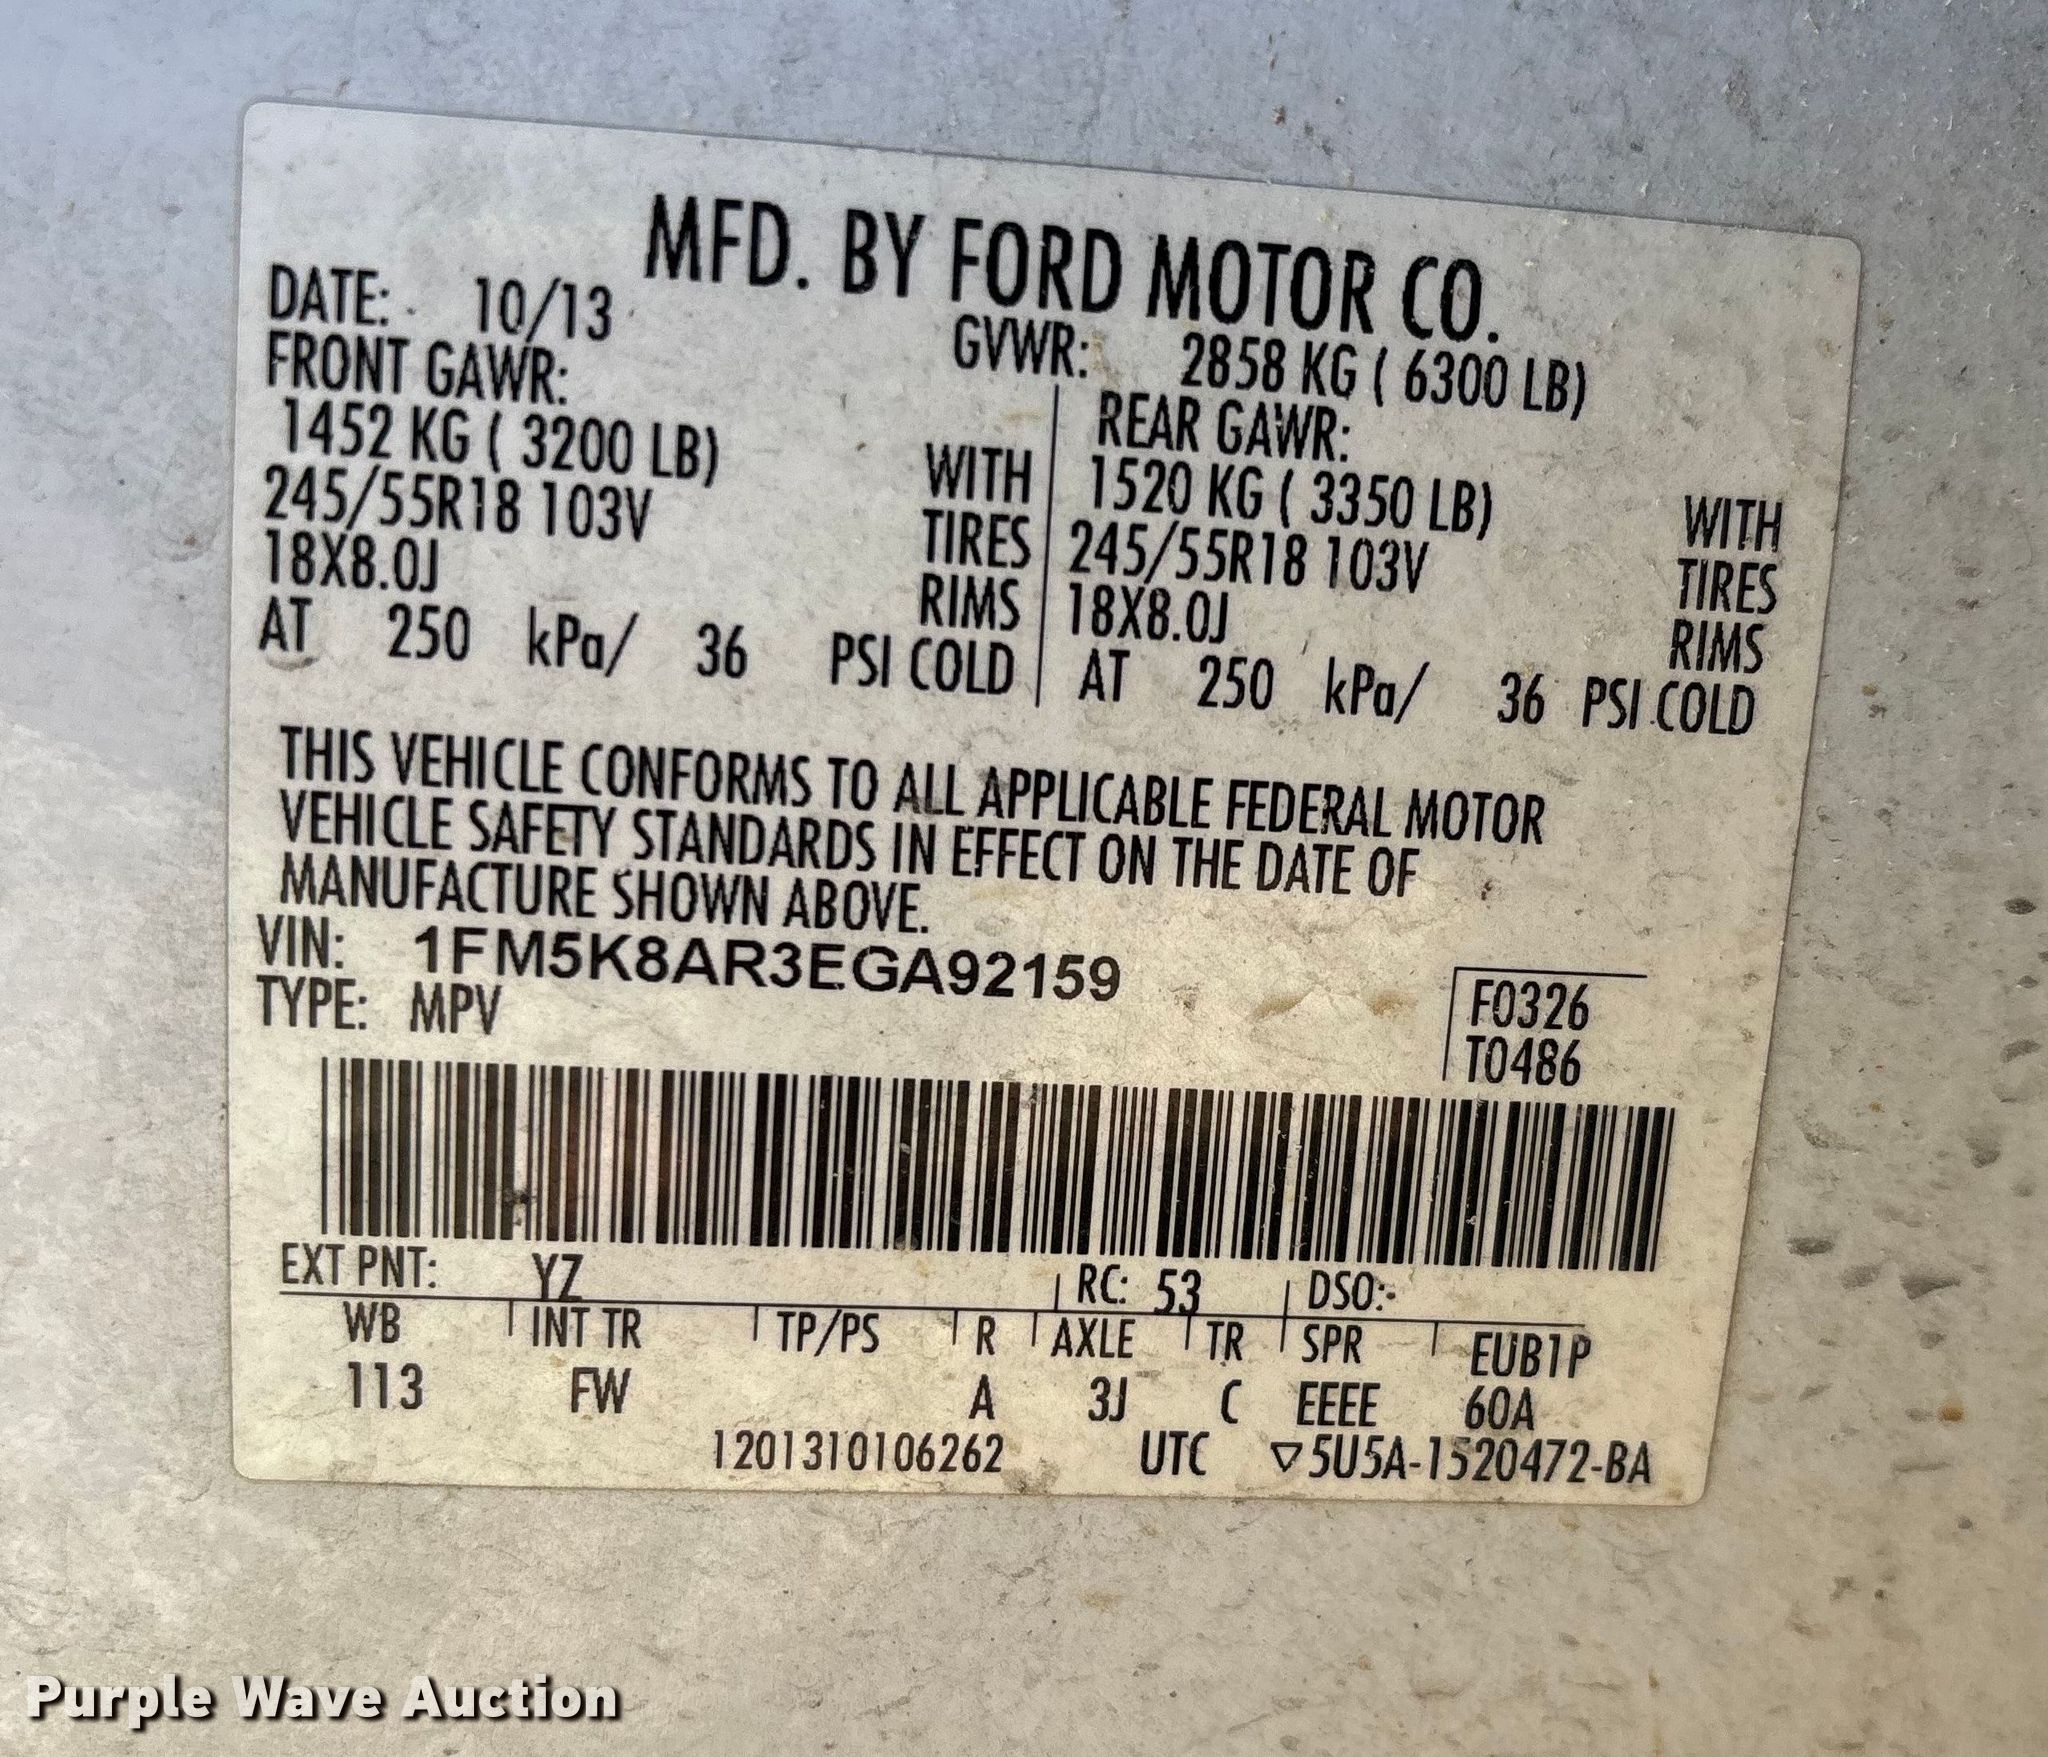 MFD. BY FORD MOTOR CO.
DATE: 10/13 GVWR: 2858 KG ( 6300 LB)
FRONT GAWR: REAR GAWR:
1452 KG ( 3200 LB) WITH 1520 KG ( 3350 LB) WITH
245/55R18 103V TIRES 245/55R18 103V TIRES
18X8.0J RIMS 18X8.0J RIMS
AT 250 kPa/ 36 PSI COLD AT 250 kPa/ 36 PSI COLD
THIS VEHICLE CONFORMS TO ALL APPLICABLE FEDERAL MOTOR
VEHICLE SAFETY STANDARDS IN EFFECT ON THE DATE OF
MANUFACTURE SHOWN ABOVE.
VIN: 1FM5K8AR3EGA92159
TYPE: MPV
F0326
T0486
EXT PNT: YZ RC: 53 DSO:
WB INT TR TP/PS R AXLE TR SPR EUB1P
113 FW A 3J C EEEE 60A
1201310106262 UTC ▽5U5A-1520472-BA
Purple Wave Auction